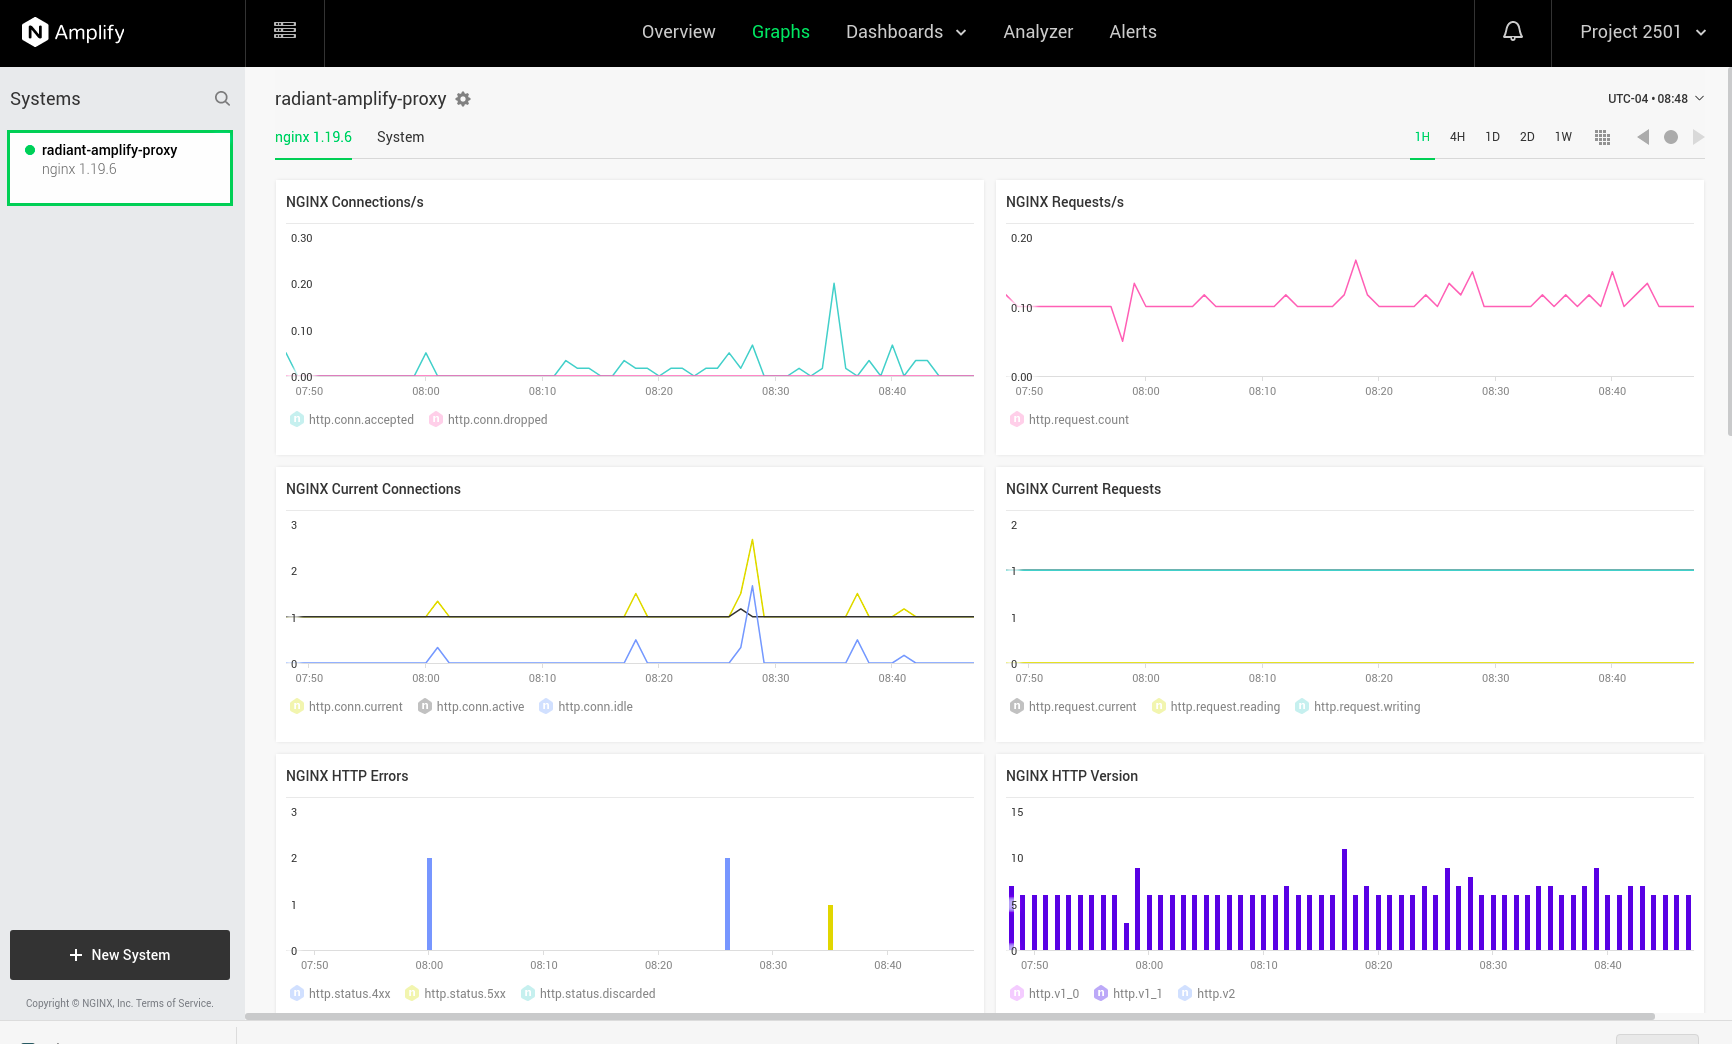 Amplify
Overview
Graphs
Dashboards
Analyzer
Alerts
Project 2501
Systems
radiant-amplify-proxy
nginx 1.19.6
New System
Copyright © NGINX, Inc. Terms of Service.
radiant-amplify-proxy
UTC-04 • 08:48
nginx 1.19.6
System
1H 4H 1D 2D 1W
NGINX Connections/s
0.30
0.20
0.10
0.00
07:50 08:00 08:10 08:20 08:30 08:40
http.conn.accepted http.conn.dropped
NGINX Requests/s
0.20
0.10
0.00
07:50 08:00 08:10 08:20 08:30 08:40
http.request.count
NGINX Current Connections
3
2
1
0
07:50 08:00 08:10 08:20 08:30 08:40
http.conn.current http.conn.active http.conn.idle
NGINX Current Requests
2
1
1
0
07:50 08:00 08:10 08:20 08:30 08:40
http.request.current http.request.reading http.request.writing
NGINX HTTP Errors
3
2
1
0
07:50 08:00 08:10 08:20 08:30 08:40
http.status.4xx http.status.5xx http.status.discarded
NGINX HTTP Version
15
10
5
0
07:50 08:00 08:10 08:20 08:30 08:40
http.v1_0 http.v1_1 http.v2